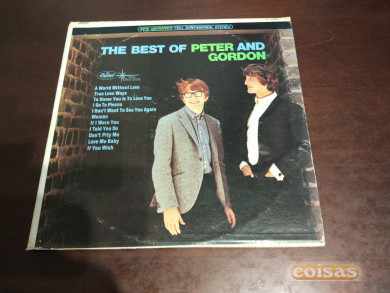 NEW IMPROVED FULL DIMENSIONAL STEREO
THE BEST OF PETER AND
GORDON
Capitol
A World Without Love
True Love Ways
To Know You Is To Love You
I Go To Pieces
I Don't Want To See You Again
Woman
If I Were You
I Told You So
Don't Pity Me
Love Me Baby
If You Wish
coisas